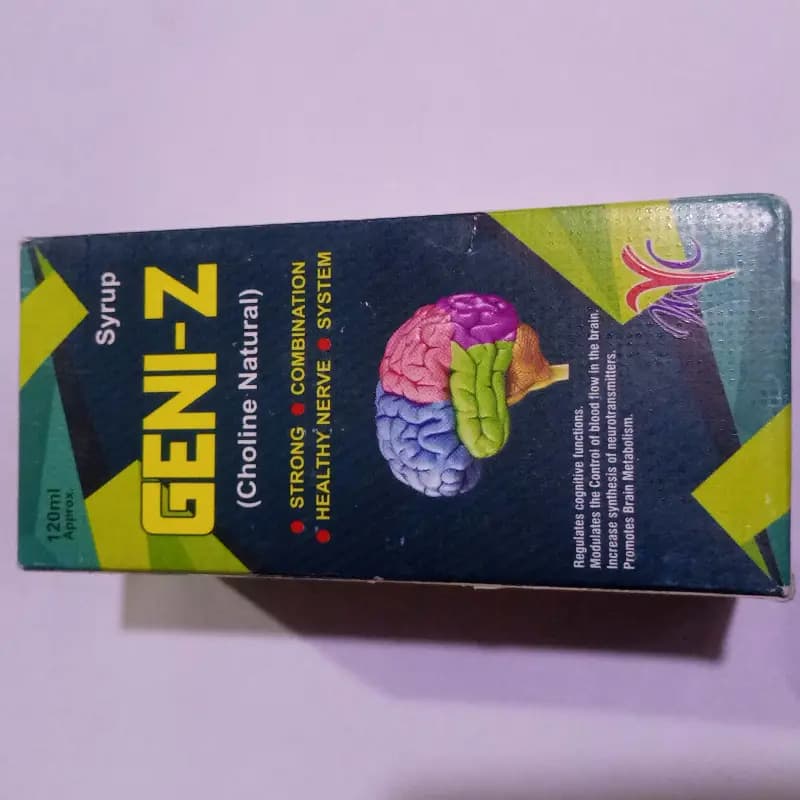 120ml
Approx.
Syrup
GENI-Z
(Choline Natural)
• STRONG • COMBINATION
• HEALTHY NERVE • SYSTEM
Regulates cognitive functions.
Modulates the Control of blood flow in the brain.
Increase synthesis of neurotransmitters.
Promotes Brain Metabolism.